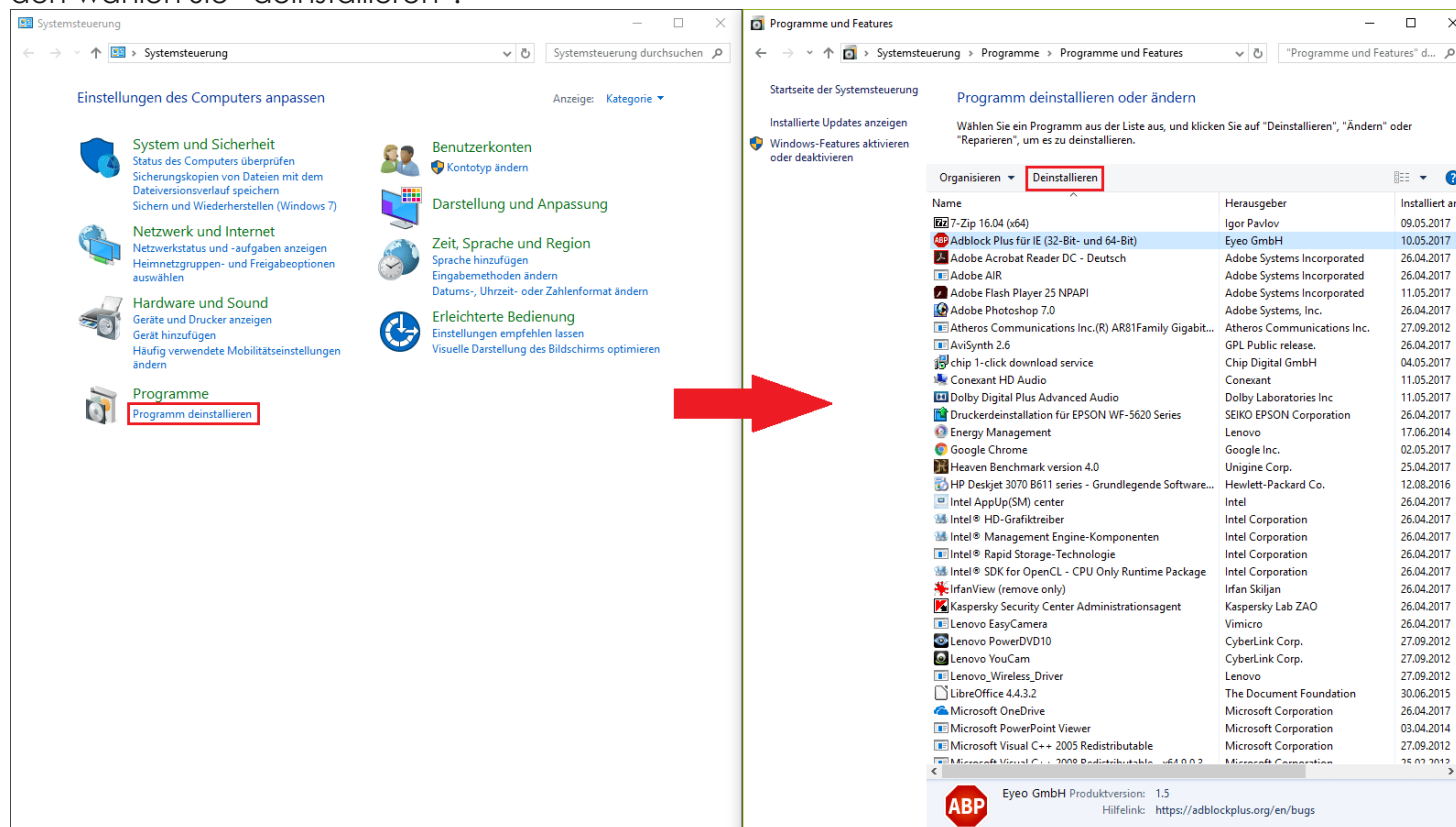 den wählen sie "deinstallieren".
Systemsteuerung
Systemsteuerung
Systemsteuerung durchsuchen
Einstellungen des Computers anpassen
Anzeige: Kategorie
System und Sicherheit
Status des Computers überprüfen
Sicherungskopien von Dateien mit dem
Dateiversionsverlauf speichern
Sichern und Wiederherstellen (Windows 7)
Netzwerk und Internet
Netzwerkstatus und -aufgaben anzeigen
Heimnetzgruppen- und Freigabeoptionen
auswählen
Hardware und Sound
Geräte und Drucker anzeigen
Gerät hinzufügen
Häufig verwendete Mobilitätseinstellungen
ändern
Programme
Programm deinstallieren
Benutzerkonten
Kontotyp ändern
Darstellung und Anpassung
Zeit, Sprache und Region
Sprache hinzufügen
Eingabemethoden ändern
Datums-, Uhrzeit- oder Zahlenformat ändern
Erleichterte Bedienung
Einstellungen empfehlen lassen
Visuelle Darstellung des Bildschirms optimieren
Programme und Features
Systemsteuerung > Programme > Programme und Features
"Programme und Features" d...
Startseite der Systemsteuerung
Installierte Updates anzeigen
Windows-Features aktivieren
oder deaktivieren
Programm deinstallieren oder ändern
Wählen Sie ein Programm aus der Liste aus, und klicken Sie auf "Deinstallieren", "Ändern" oder
"Reparieren", um es zu deinstallieren.
Organisieren Deinstallieren
Name Herausgeber Installiert an
7-Zip 16.04 (x64) Igor Pavlov 09.05.2017
Adblock Plus für IE (32-Bit- und 64-Bit) Eyeo GmbH 10.05.2017
Adobe Acrobat Reader DC - Deutsch Adobe Systems Incorporated 26.04.2017
Adobe AIR Adobe Systems Incorporated 26.04.2017
Adobe Flash Player 25 NPAPI Adobe Systems Incorporated 11.05.2017
Adobe Photoshop 7.0 Adobe Systems, Inc. 26.04.2017
Atheros Communications Inc.(R) AR81Family Gigabit... Atheros Communications Inc. 27.09.2012
AviSynth 2.6 GPL Public release. 26.04.2017
chip 1-click download service Chip Digital GmbH 04.05.2017
Conexant HD Audio Conexant 11.05.2017
Dolby Digital Plus Advanced Audio Dolby Laboratories Inc 11.05.2017
Druckerdeinstallation für EPSON WF-5620 Series SEIKO EPSON Corporation 26.04.2017
Energy Management Lenovo 17.06.2014
Google Chrome Google Inc. 02.05.2017
Heaven Benchmark version 4.0 Unigine Corp. 25.04.2017
HP Deskjet 3070 B611 series - Grundlegende Software... Hewlett-Packard Co. 12.08.2016
Intel AppUp(SM) center Intel 26.04.2017
Intel® HD-Grafiktreiber Intel Corporation 26.04.2017
Intel® Management Engine-Komponenten Intel Corporation 26.04.2017
Intel® Rapid Storage-Technologie Intel Corporation 26.04.2017
Intel® SDK for OpenCL - CPU Only Runtime Package Intel Corporation 26.04.2017
IrfanView (remove only) Irfan Skiljan 26.04.2017
Kaspersky Security Center Administrationsagent Kaspersky Lab ZAO 26.04.2017
Lenovo EasyCamera Vimicro 26.04.2017
Lenovo PowerDVD10 CyberLink Corp. 27.09.2012
Lenovo YouCam CyberLink Corp. 27.09.2012
Lenovo_Wireless_Driver Lenovo 27.09.2012
LibreOffice 4.4.3.2 The Document Foundation 30.06.2015
Microsoft OneDrive Microsoft Corporation 26.04.2017
Microsoft PowerPoint Viewer Microsoft Corporation 03.04.2014
Microsoft Visual C++ 2005 Redistributable Microsoft Corporation 27.09.2012
Microsoft Visual C++ 2008 Redistributable - x64 9.0.3... Microsoft Corporation 25.02.2013
ABP
Eyeo GmbH Produktversion: 1.5
Hilfelink: https://adblockplus.org/en/bugs